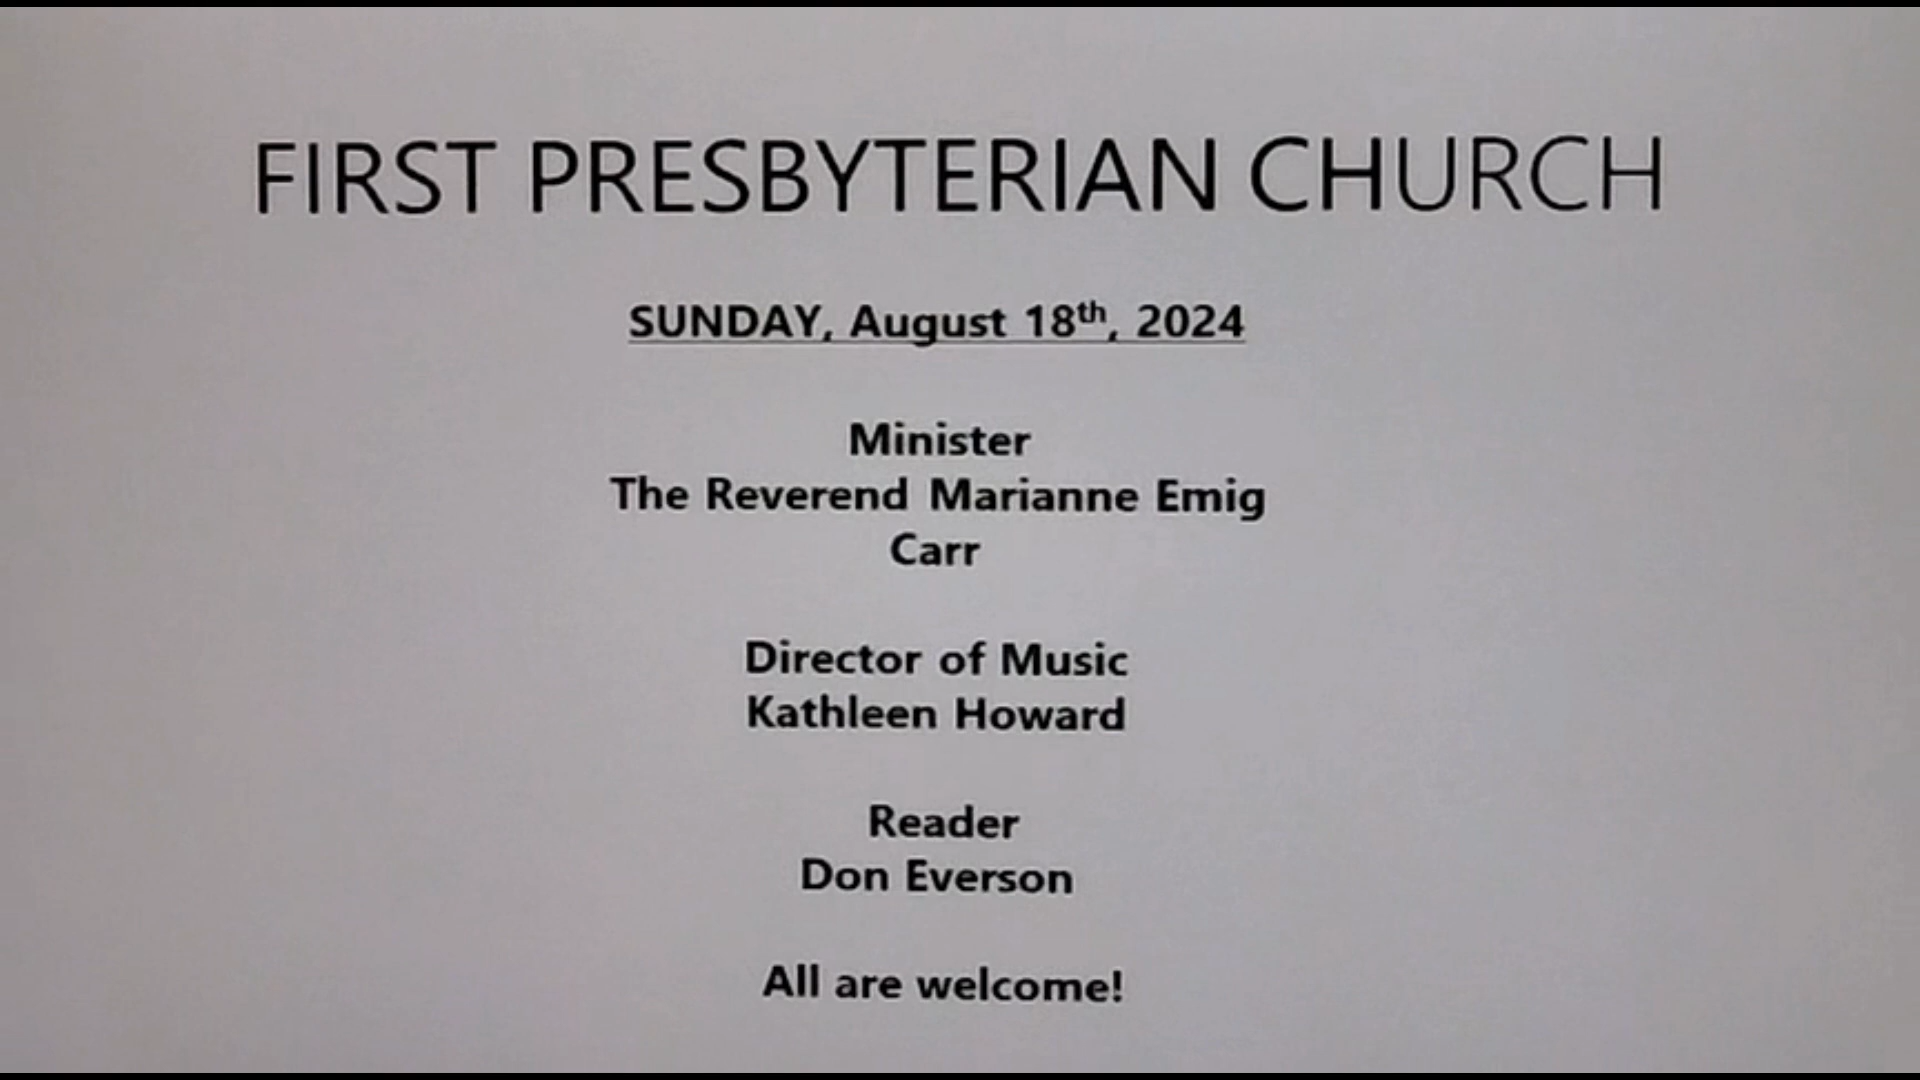 FIRST PRESBYTERIAN CHURCH
SUNDAY, August 18th, 2024
Minister
The Reverend Marianne Emig
Carr
Director of Music
Kathleen Howard
Reader
Don Everson
All are welcome!